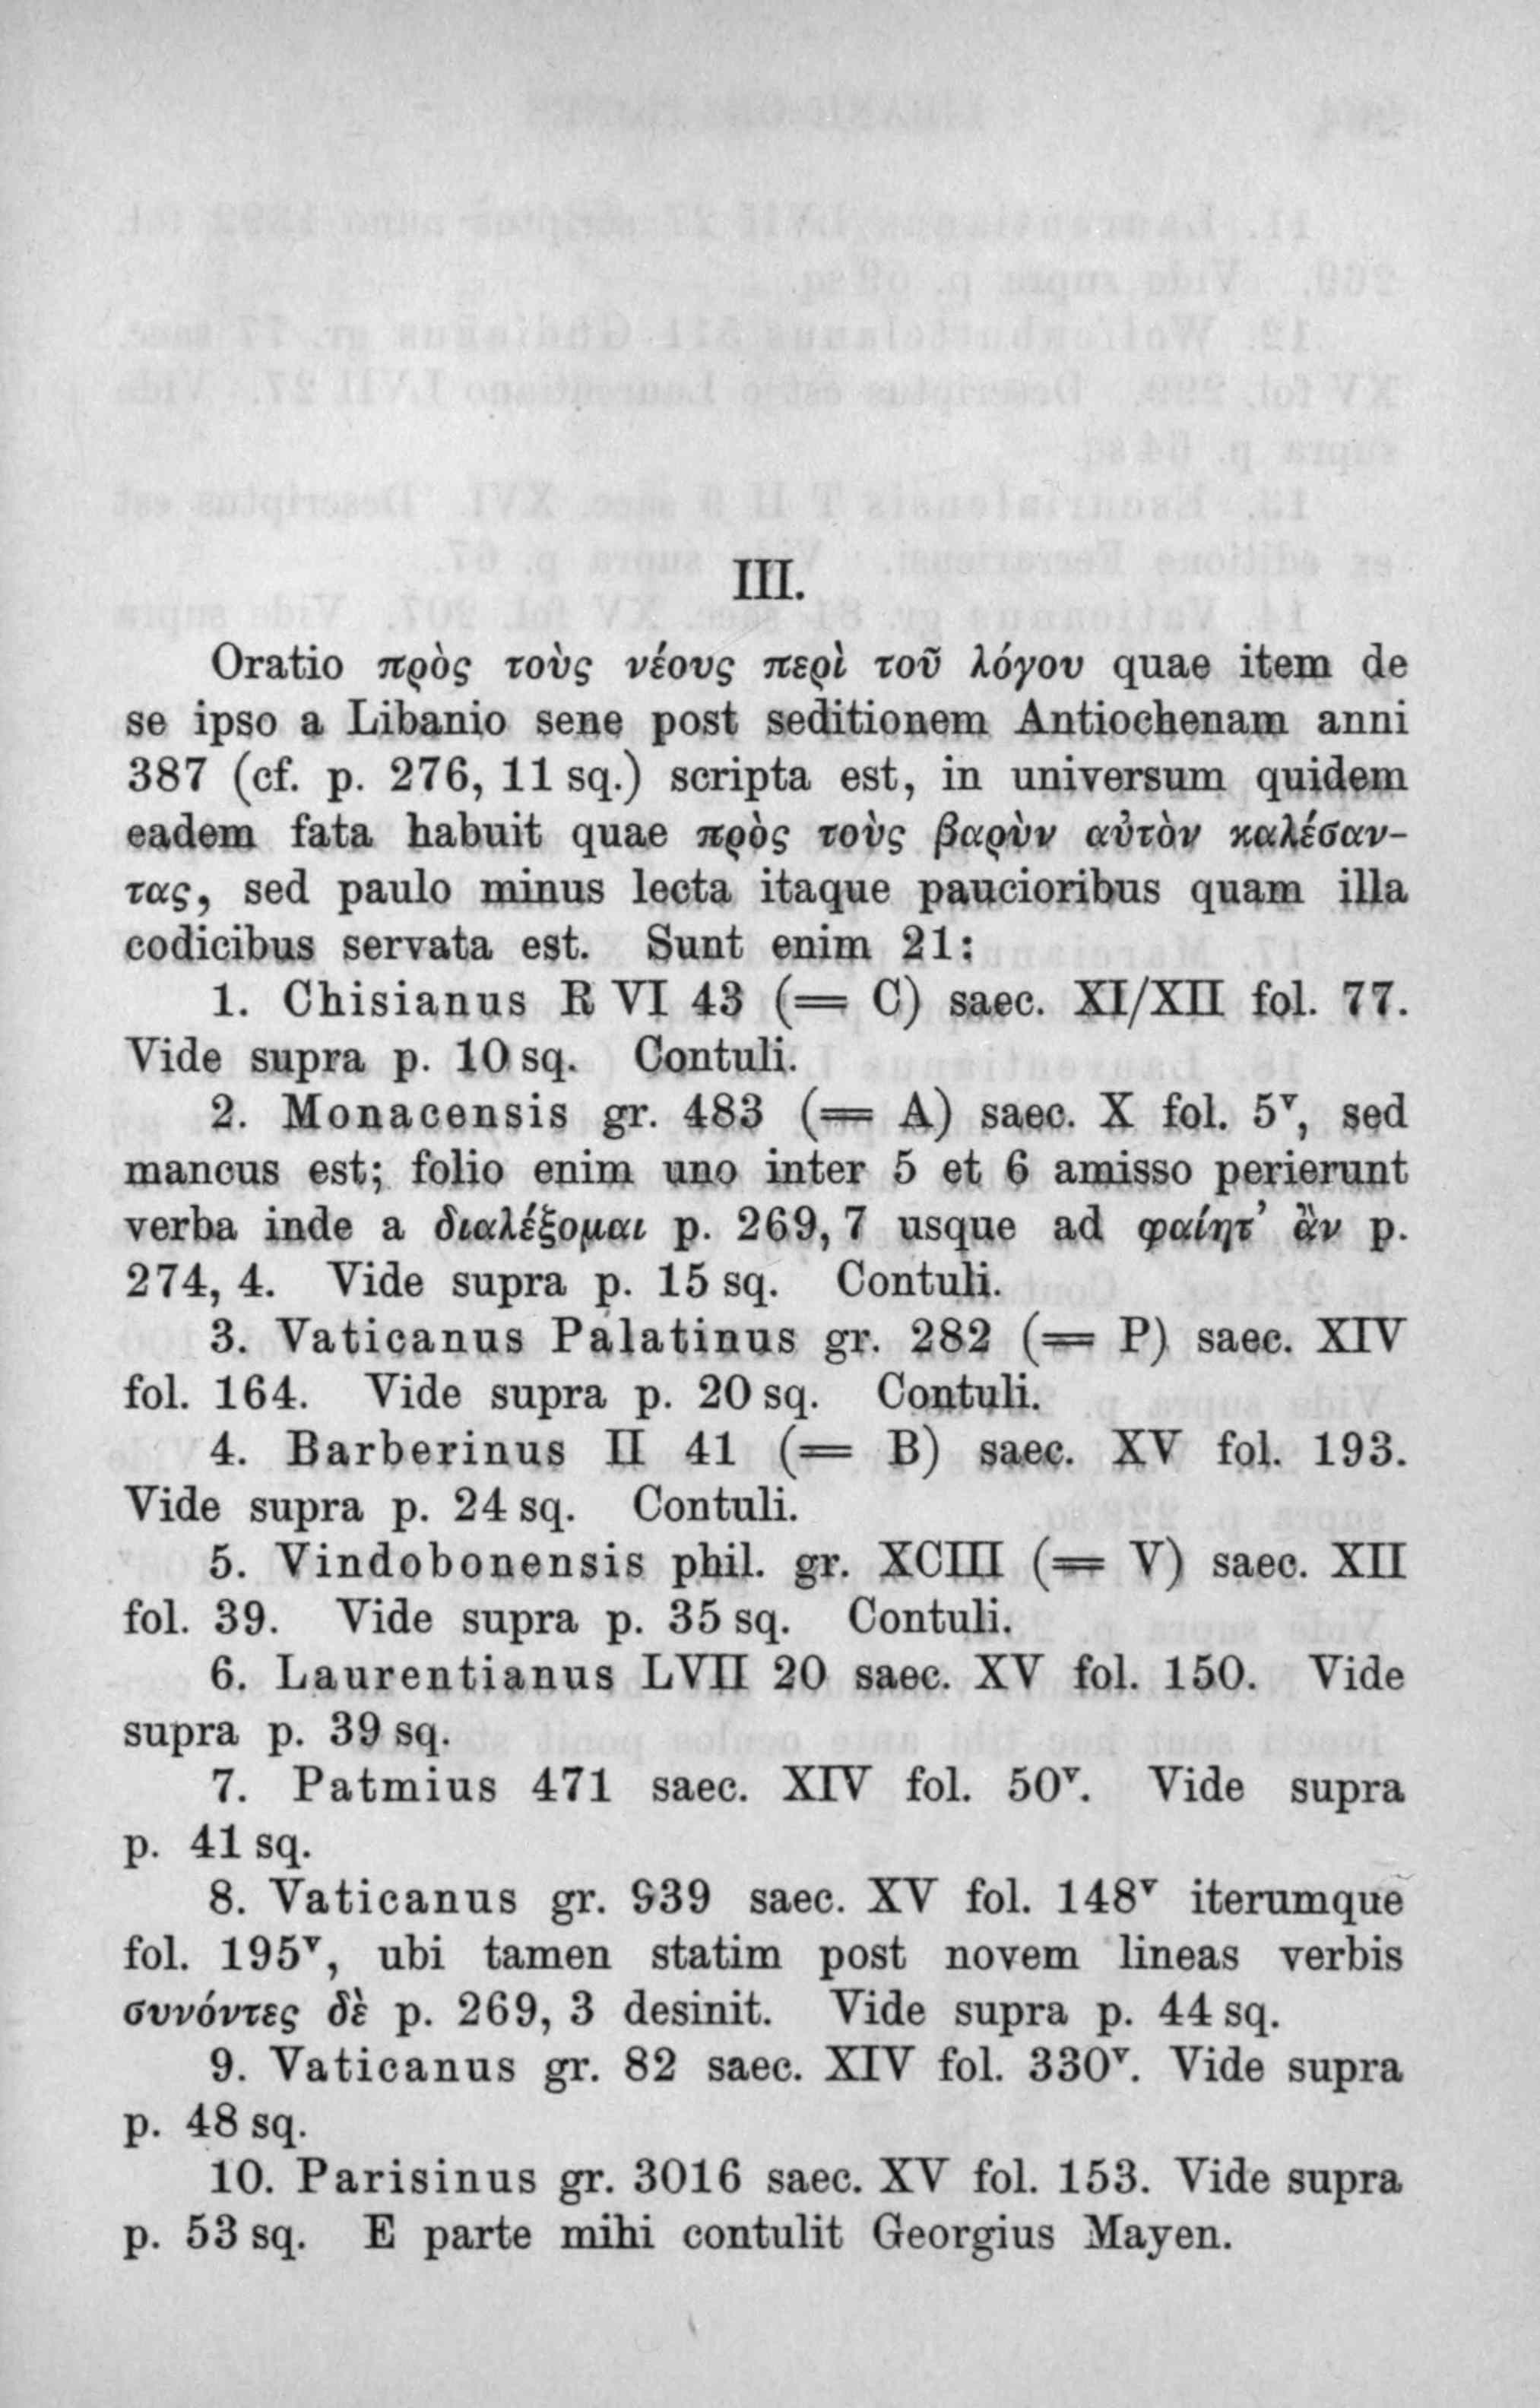 III.
Oratio πρὸς τοὺς νέους περὶ τοῦ λόγου quae item de
se ipso a Libanio sene post seditionem Antiochenam anni
387 (cf. p. 276, 11 sq.) scripta est, in universum quidem
eadem fata habuit quae πρὸς τοὺς βαρὺν αὐτὸν καλέσαν-
τας, sed paulo minus lecta itaque paucioribus quam illa
codicibus servata est. Sunt enim 21:
1. Chisianus R VI 43 (= C) saec. XI/XII fol. 77.
Vide supra p. 10 sq. Contuli.
2. Monacensis gr. 483 (= A) saec. X fol. 5ᵛ, sed
mancus est; folio enim uno inter 5 et 6 amisso perierunt
verba inde a διαλέξομαι p. 269, 7 usque ad φαίητ’ ἂν p.
274, 4. Vide supra p. 15 sq. Contuli.
3. Vaticanus Palatinus gr. 282 (= P) saec. XIV
fol. 164. Vide supra p. 20 sq. Contuli.
4. Barberinus II 41 (= B) saec. XV fol. 193.
Vide supra p. 24 sq. Contuli.
5. Vindobonensis phil. gr. XCIII (= V) saec. XII
fol. 39. Vide supra p. 35 sq. Contuli.
6. Laurentianus LVII 20 saec. XV fol. 150. Vide
supra p. 39 sq.
7. Patmius 471 saec. XIV fol. 50ᵛ. Vide supra
p. 41 sq.
8. Vaticanus gr. 939 saec. XV fol. 148ᵛ iterumque
fol. 195ᵛ, ubi tamen statim post novem lineas verbis
συνόντες δὲ p. 269, 3 desinit. Vide supra p. 44 sq.
9. Vaticanus gr. 82 saec. XIV fol. 330ᵛ. Vide supra
p. 48 sq.
10. Parisinus gr. 3016 saec. XV fol. 153. Vide supra
p. 53 sq. E parte mihi contulit Georgius Mayen.